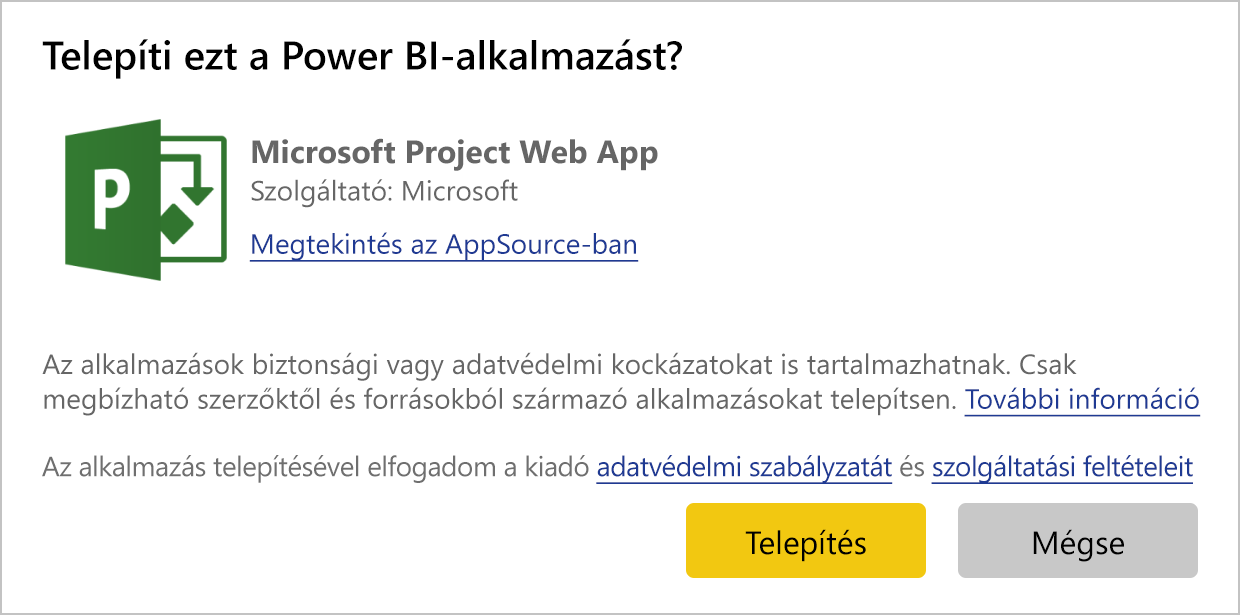 Telepíti ezt a Power BI-alkalmazást?
P
Microsoft Project Web App
Szolgáltató: Microsoft
Megtekintés az AppSource-ban
Az alkalmazások biztonsági vagy adatvédelmi kockázatokat is tartalmazhatnak. Csak
megbízható szerzőktől és forrásokból származó alkalmazásokat telepítsen. További információ
Az alkalmazás telepítésével elfogadom a kiadó adatvédelmi szabályzatát és szolgáltatási feltételeit
Telepítés Mégse